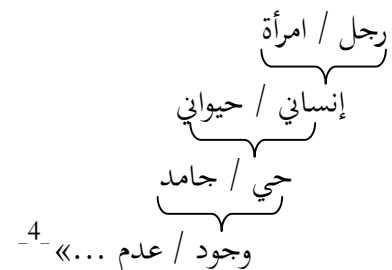 رجل / امرأة
إنساني / حيواني
حي / جامد
وجود / عدم ...» -4-